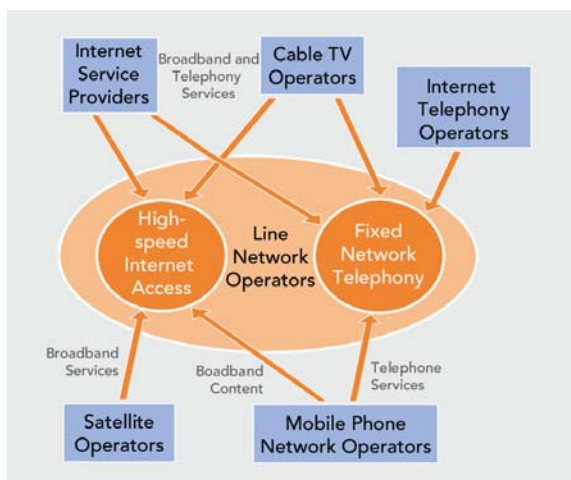 Internet
Service
Providers
Broadband and
Telephony
Services
Cable TV
Operators
Internet
Telephony
Operators
High-
speed
Internet
Access
Line
Network
Operators
Fixed
Network
Telephony
Broadband
Services
Boadband
Content
Telephone
Services
Satellite
Operators
Mobile Phone
Network Operators